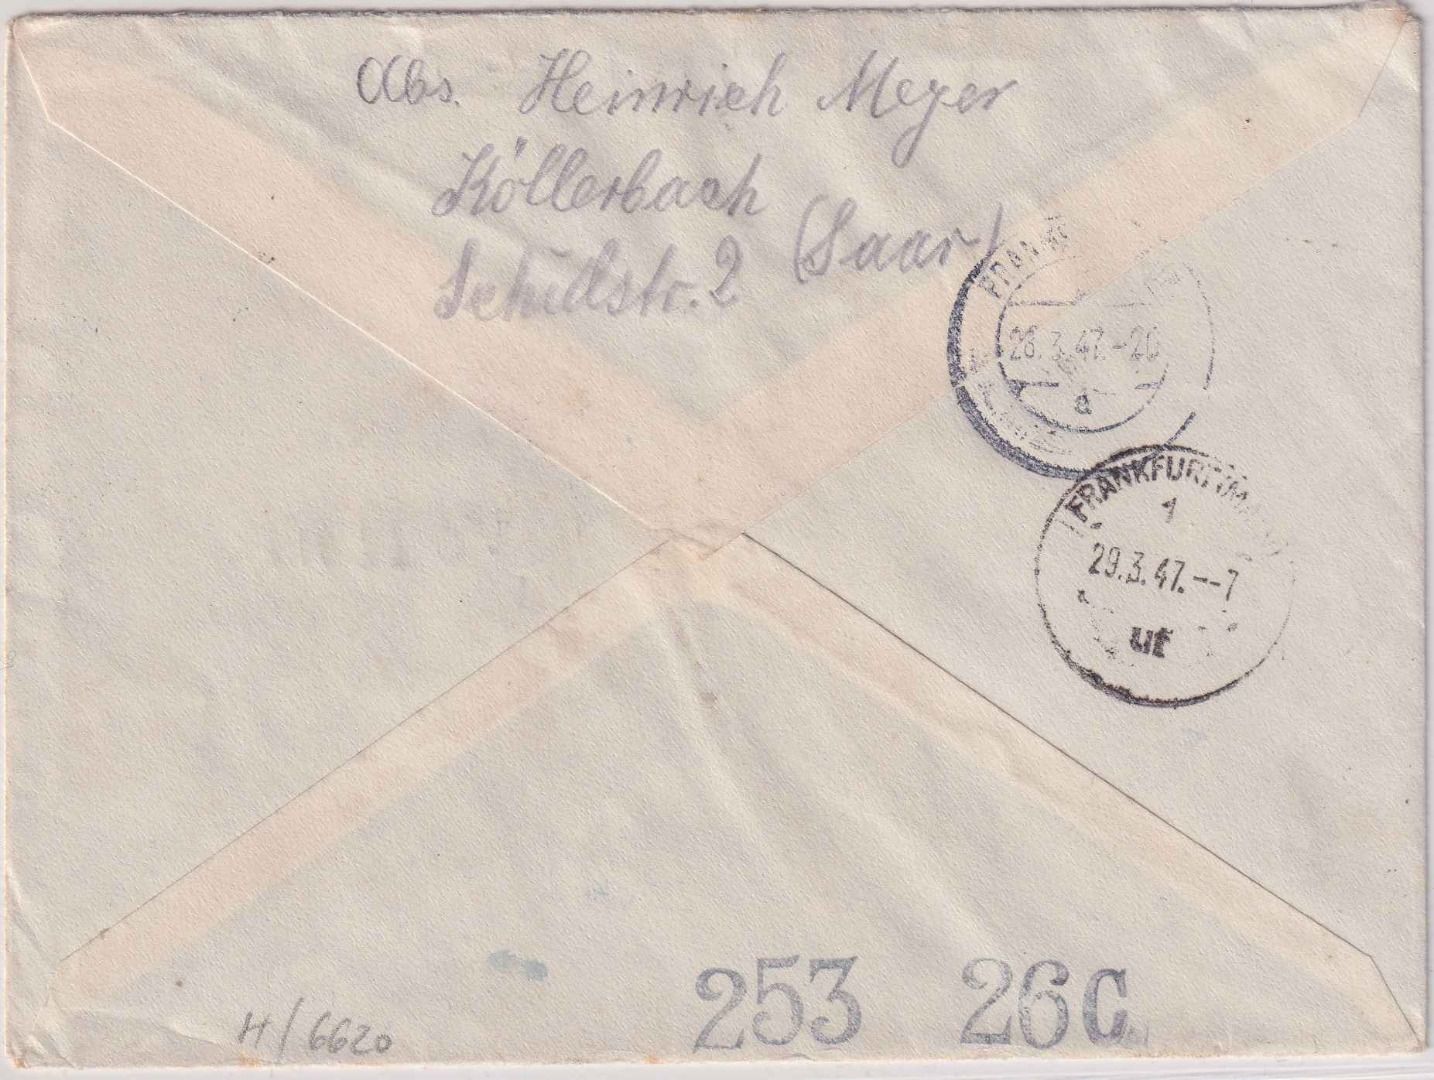 Abs. Heinrich Meyer
Köllerbach
(Saar)
Schulstr. 2
28.3.47.-20
a
FRANKFURT
1
29.3.47.--7
uf
253 26C
H/6620